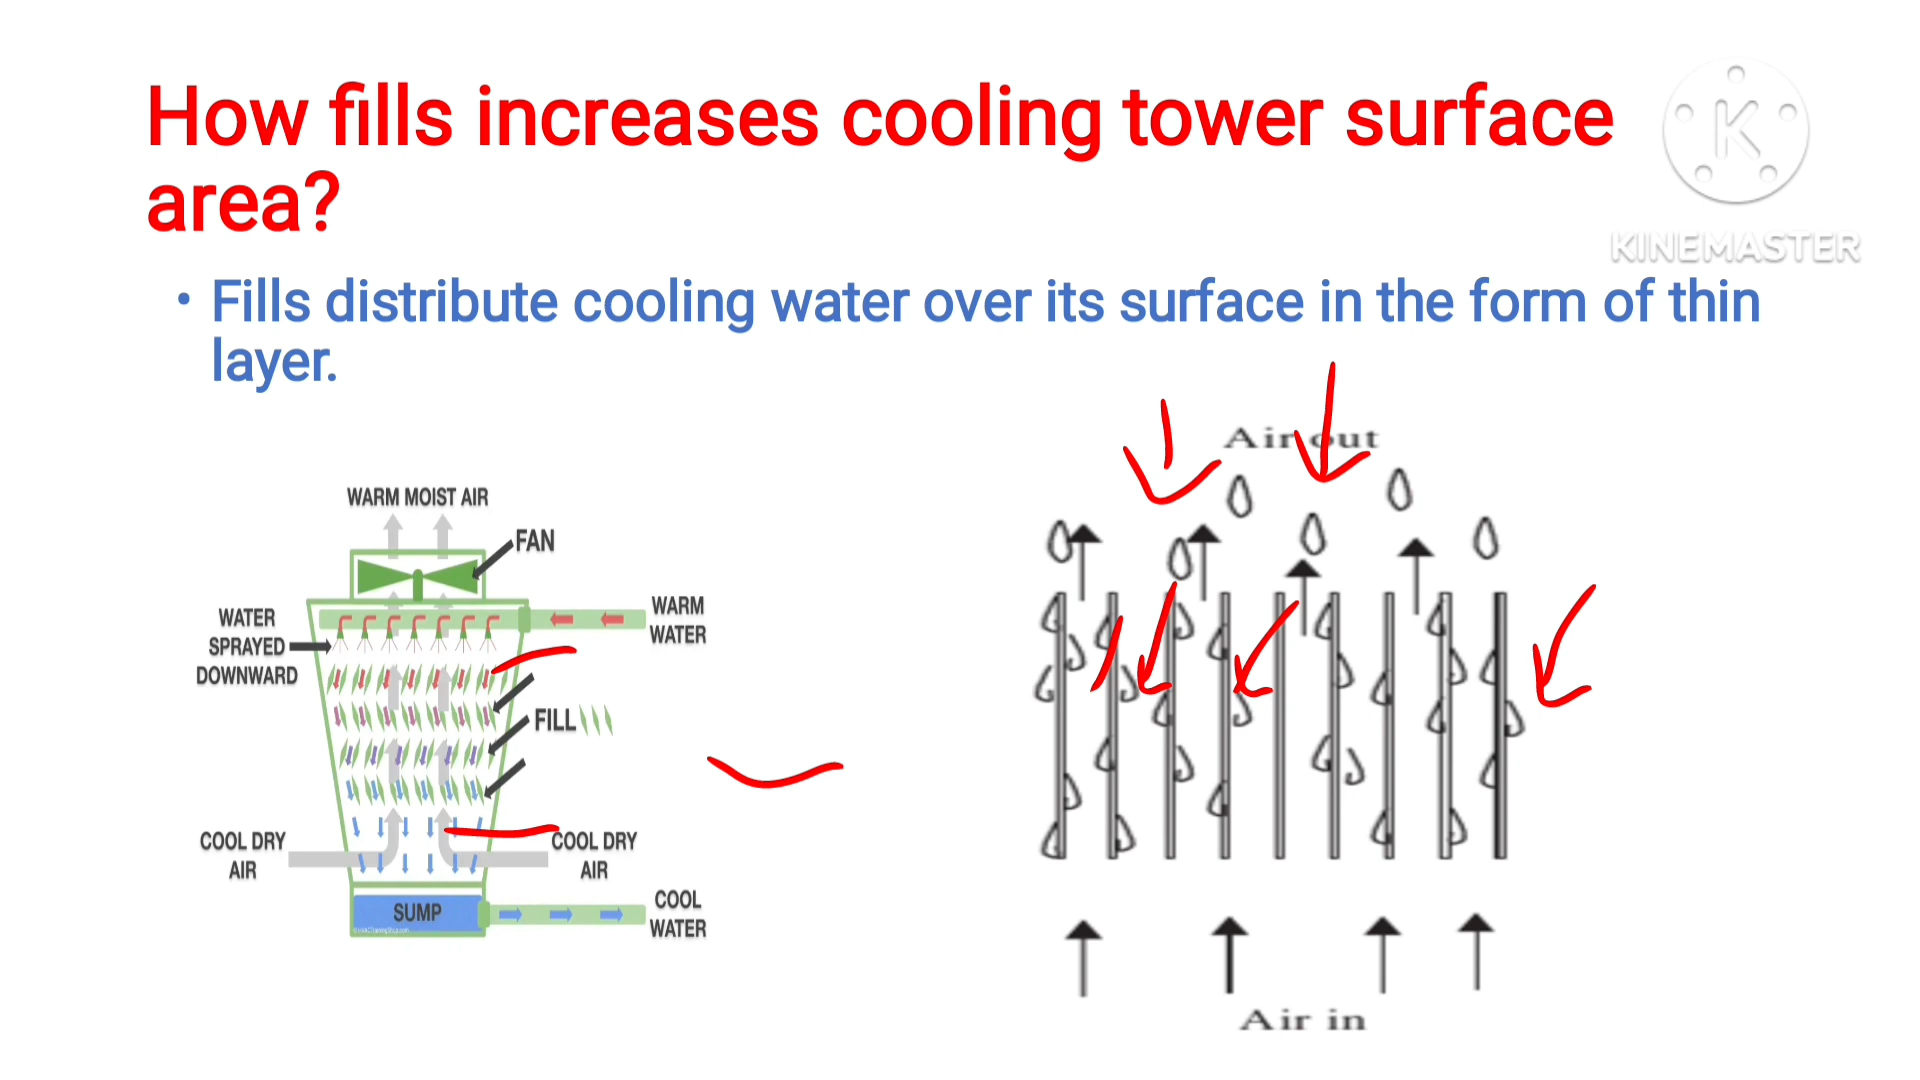 How fills increases cooling tower surface
area?
K
KINEMASTER
• Fills distribute cooling water over its surface in the form of thin
layer.
WARM MOIST AIR
FAN
WATER
SPRAYED
DOWNWARD
WARM
WATER
FILL
COOL DRY
AIR
COOL DRY
AIR
SUMP
COOL
WATER
Air out
Air in